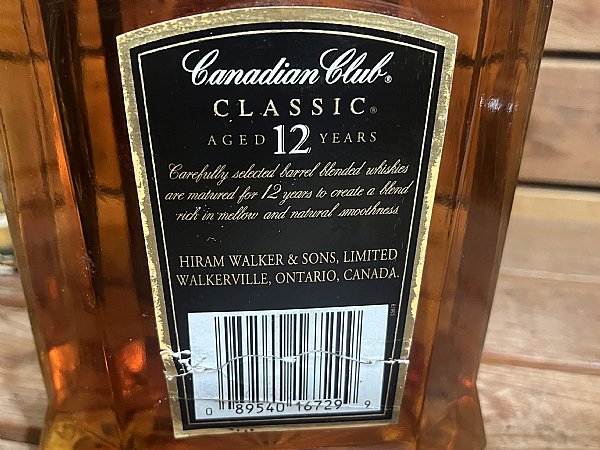 Canadian Club®
CLASSIC®
AGED 12 YEARS
Carefully selected barrel blended whiskies
are matured for 12 years to create a blend
rich in mellow and natural smoothness
HIRAM WALKER & SONS, LIMITED
WALKERVILLE, ONTARIO, CANADA.
0 89540 16729 9